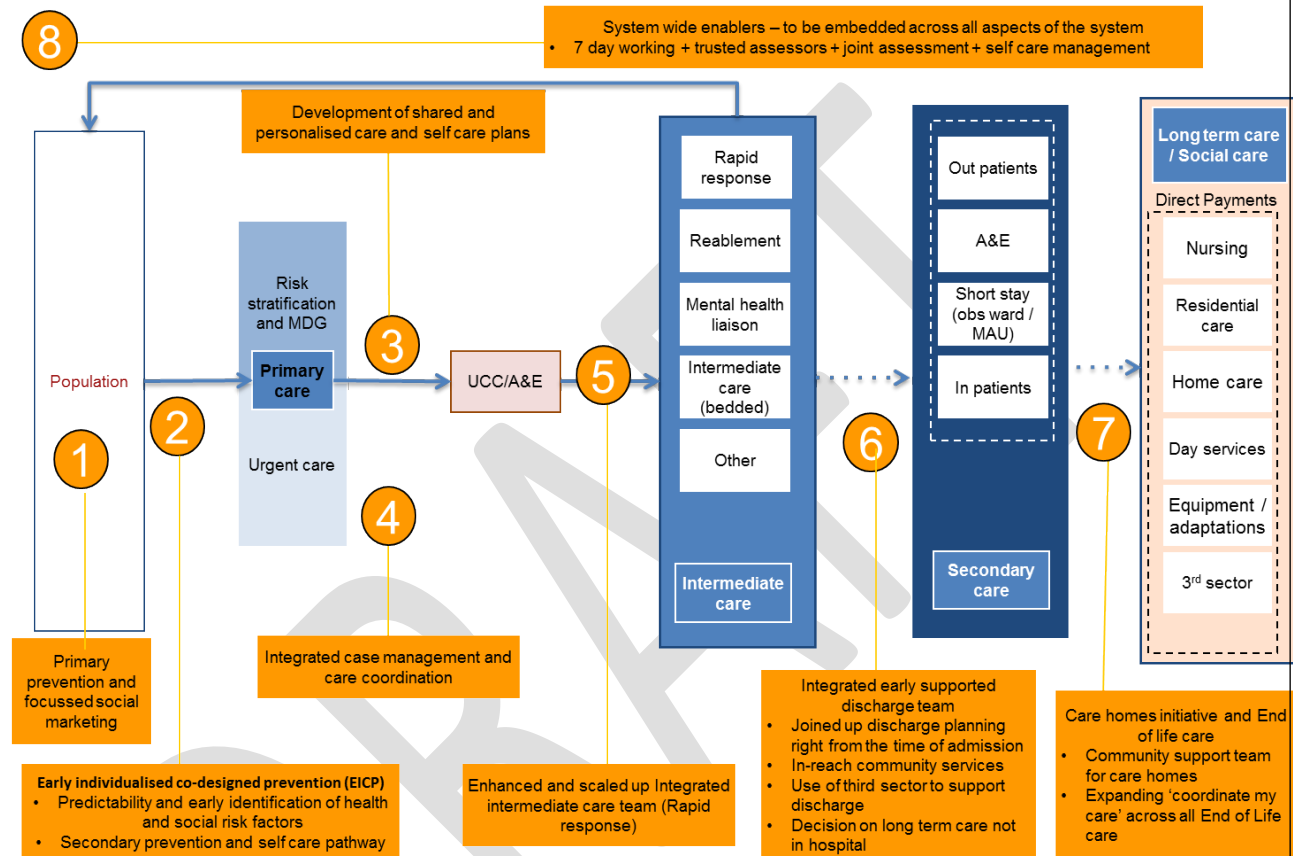 8
System wide enablers – to be embedded across all aspects of the system
• 7 day working + trusted assessors + joint assessment + self care management
Development of shared and
personalised care and self care plans
Population
1
2
Risk
stratification
and MDG
Primary
care
Urgent care
3
4
UCC/A&E
5
Rapid
response
Reablement
Mental health
liaison
Intermediate
care
(bedded)
Other
Intermediate
care
6
Out patients
A&E
Short stay
(obs ward /
MAU)
In patients
Secondary
care
7
Long term care
/ Social care
Direct Payments
Nursing
Residential
care
Home care
Day services
Equipment /
adaptations
3rd sector
Primary
prevention and
focussed social
marketing
Early individualised co-designed prevention (EICP)
• Predictability and early identification of health
and social risk factors
• Secondary prevention and self care pathway
Integrated case management and
care coordination
Enhanced and scaled up Integrated
intermediate care team (Rapid
response)
Integrated early supported
discharge team
• Joined up discharge planning
right from the time of admission
• In-reach community services
• Use of third sector to support
discharge
• Decision on long term care not
in hospital
Care homes initiative and End
of life care
• Community support team
for care homes
• Expanding ‘coordinate my
care’ across all End of Life
care
DRAFT